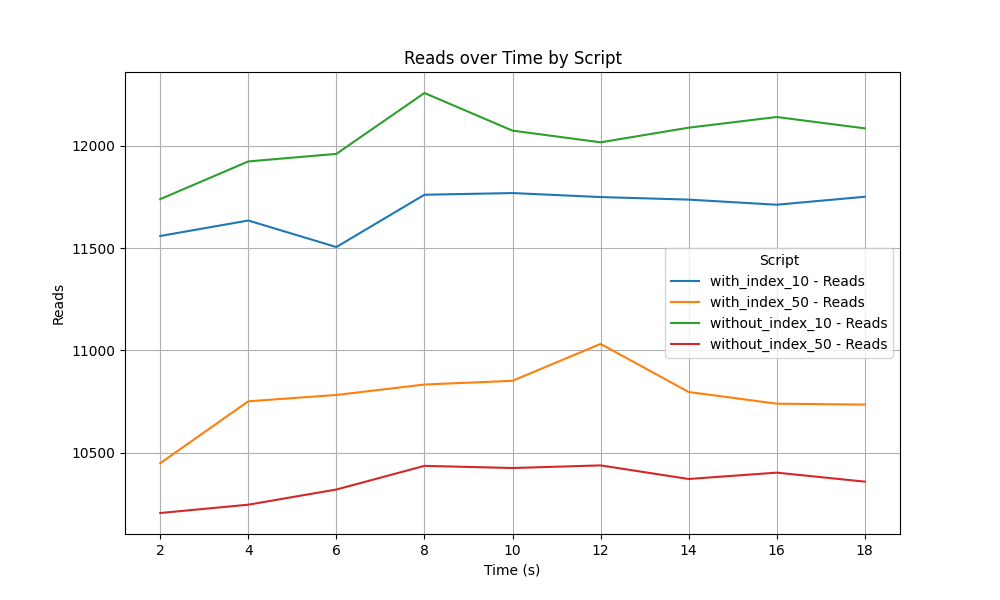 Reads over Time by Script
Reads
12000
11500
11000
10500
Script
with_index_10 - Reads
with_index_50 - Reads
without_index_10 - Reads
without_index_50 - Reads
2 4 6 8 10 12 14 16 18
Time (s)